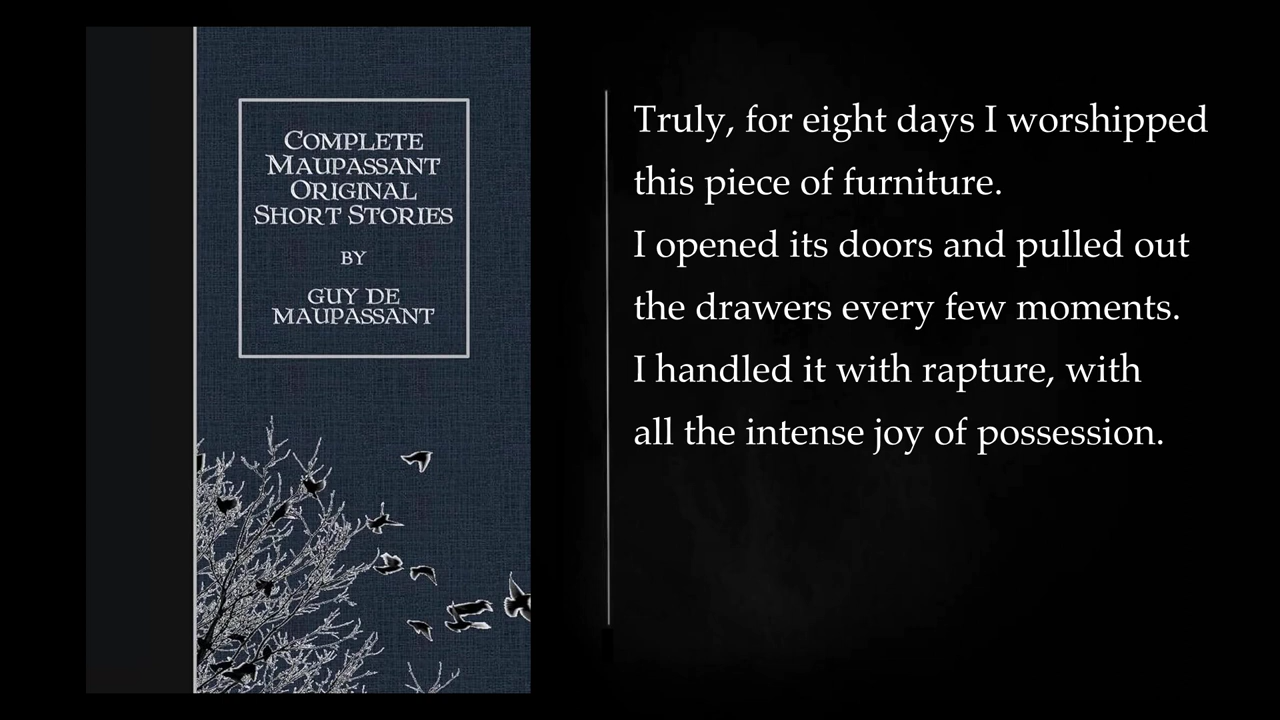 COMPLETE
MAUPASSANT
ORIGINAL
SHORT STORIES
BY
GUY DE
MAUPASSANT
Truly, for eight days I worshipped
this piece of furniture.
I opened its doors and pulled out
the drawers every few moments.
I handled it with rapture, with
all the intense joy of possession.